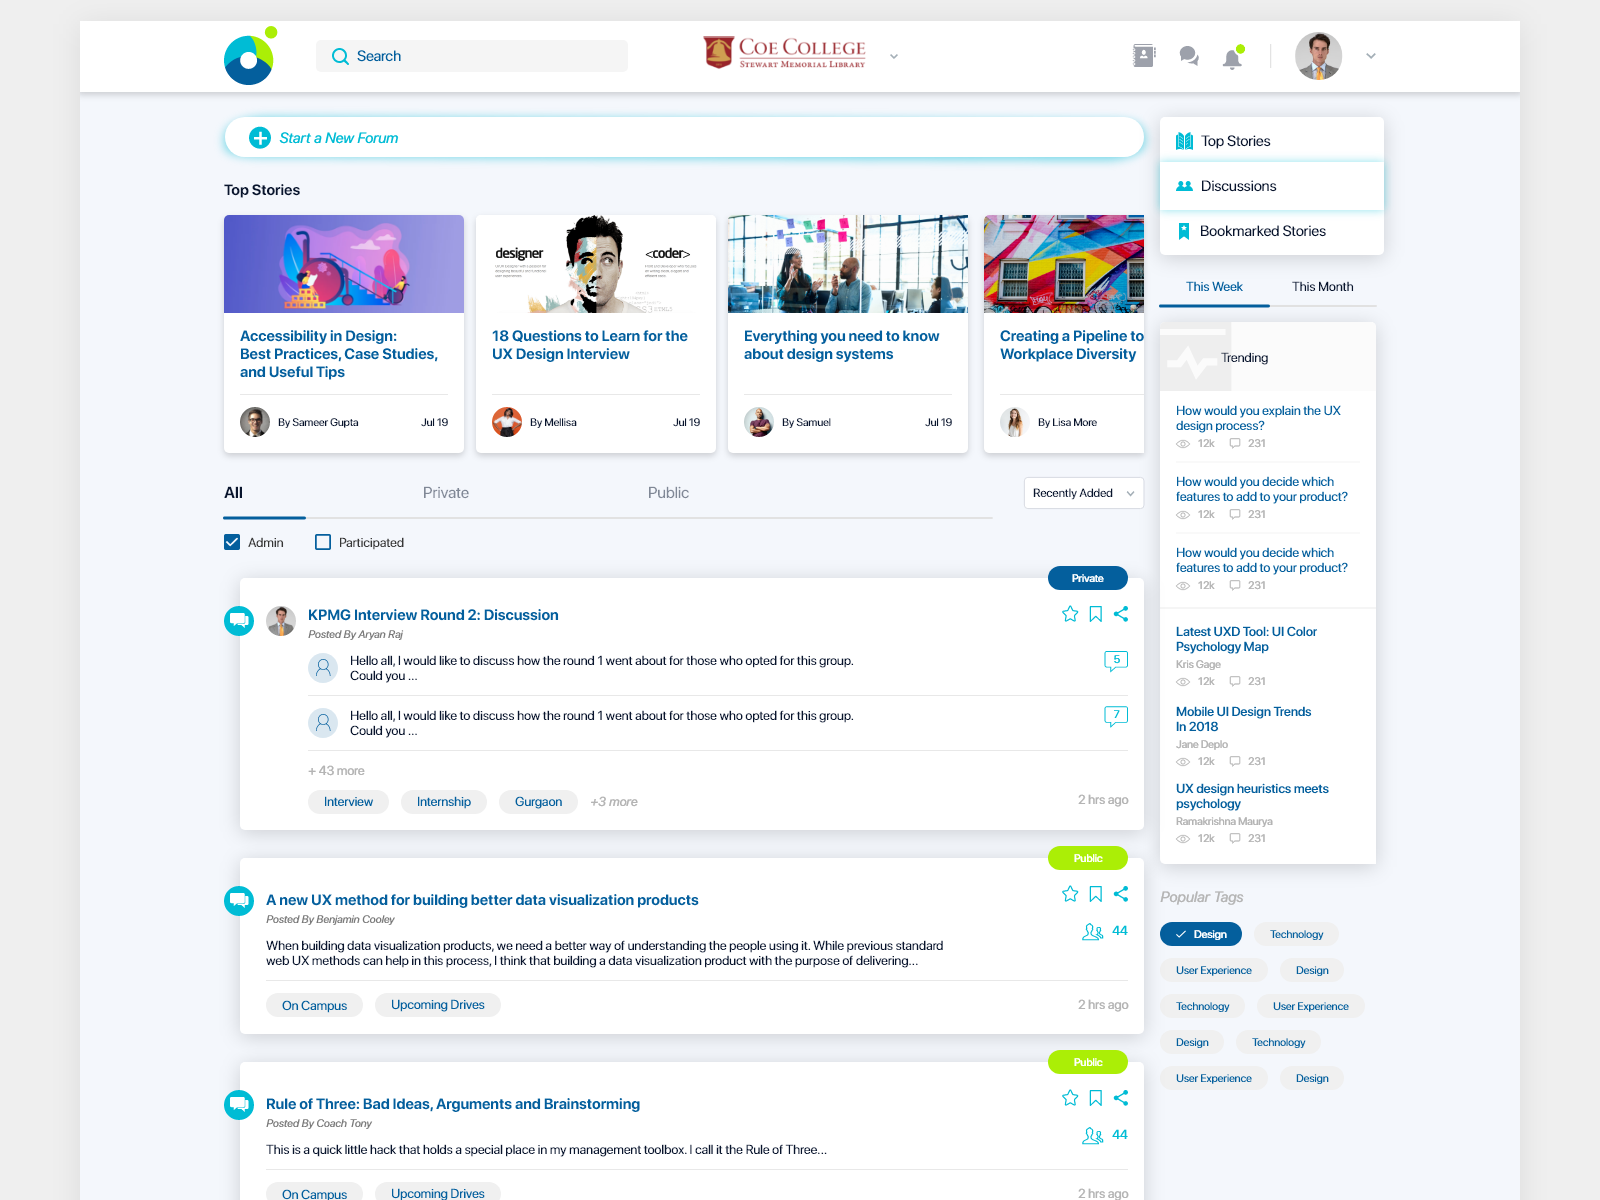 Search
COE COLLEGE
STEWART MEMORIAL LIBRARY
Start a New Forum
Top Stories
designer
<coder>
Accessibility in Design:
Best Practices, Case Studies,
and Useful Tips
By Sameer Gupta
Jul 19
18 Questions to Learn for the
UX Design Interview
By Mellisa
Jul 19
Everything you need to know
about design systems
By Samuel
Jul 19
Creating a Pipeline to
Workplace Diversity
By Lisa More
All
Private
Public
Recently Added
Admin
Participated
Private
KPMG Interview Round 2: Discussion
Posted By Aryan Raj
Hello all, I would like to discuss how the round 1 went about for those who opted for this group.
Could you ...
5
Hello all, I would like to discuss how the round 1 went about for those who opted for this group.
Could you ...
7
+ 43 more
Interview
Internship
Gurgaon
+3 more
2 hrs ago
Public
A new UX method for building better data visualization products
Posted By Benjamin Cooley
44
When building data visualization products, we need a better way of understanding the people using it. While previous standard
web UX methods can help in this process, I think that building a data visualization product with the purpose of delivering...
On Campus
Upcoming Drives
2 hrs ago
Public
Rule of Three: Bad Ideas, Arguments and Brainstorming
Posted By Coach Tony
44
This is a quick little hack that holds a special place in my management toolbox. I call it the Rule of Three...
On Campus
Upcoming Drives
2 hrs ago
Top Stories
Discussions
Bookmarked Stories
This Week
This Month
Trending
How would you explain the UX
design process?
12k
231
How would you decide which
features to add to your product?
12k
231
How would you decide which
features to add to your product?
12k
231
Latest UXD Tool: UI Color
Psychology Map
Kris Gage
12k
231
Mobile UI Design Trends
In 2018
Jane Deplo
12k
231
UX design heuristics meets
psychology
Ramakrishna Maurya
12k
231
Popular Tags
Design
Technology
User Experience
Design
Technology
User Experience
Design
Technology
User Experience
Design